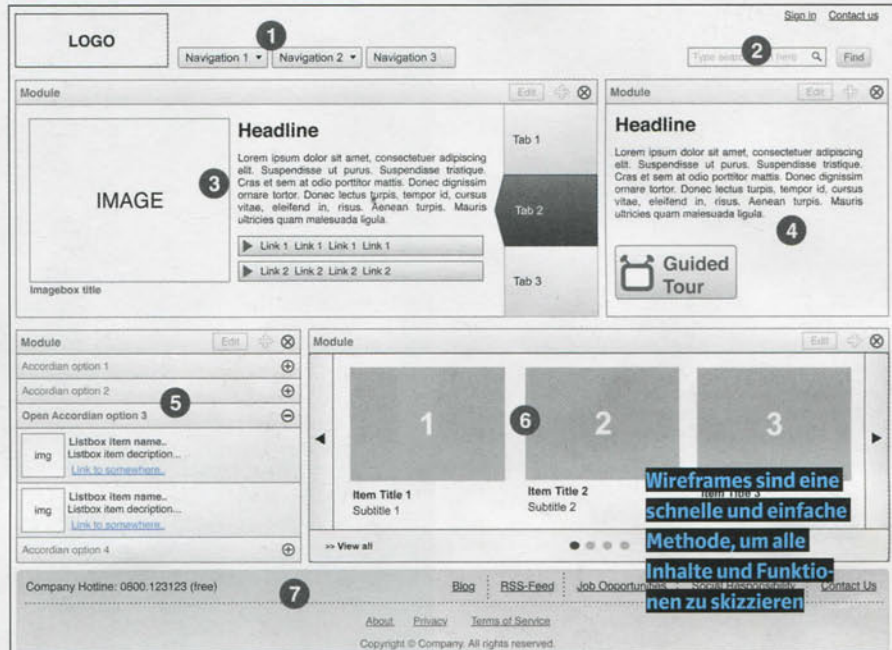 Sign in Contact us
LOGO
1
Navigation 1 Navigation 2 Navigation 3
2
Type search here
Find
Module Edit
IMAGE
Imagebox title
3
Headline
Lorem ipsum dolor sit amet, consectetuer adipiscing
elit. Suspendisse ut purus. Suspendisse tristique.
Cras et sem at odio porttitor mattis. Donec dignissim
ornare tortor. Donec lectus turpis, tempor id, cursus
vitae, eleifend in, risus. Aenean turpis. Mauris
ultricies quam malesuada ligula.
Link 1 Link 1 Link 1 Link 1
Link 2 Link 2 Link 2 Link 2
Tab 1
Tab 2
Tab 3
Module Edit
Headline
Lorem ipsum dolor sit amet, consectetuer adipiscing
elit. Suspendisse ut purus. Suspendisse tristique.
Cras et sem at odio porttitor mattis. Donec dignissim
ornare tortor. Donec lectus turpis, tempor id, cursus
vitae, eleifend in, risus. Aenean turpis. Mauris
ultricies quam malesuada ligula.
4
Guided
Tour
Module Edit
Accordian option 1
Accordian option 2
5
Open Accordian option 3
img
Listbox item name..
Listbox item decription...
Link to somewhere..
img
Listbox item name..
Listbox item decription...
Link to somewhere..
Accordian option 4
Module Edit
1
6
2
3
Item Title 1
Subtitle 1
Item Title 2
Subtitle 2
Item Title 3
>> View all
Wireframes sind eine
schnelle und einfache
Methode, um alle
Inhalte und Funktio-
nen zu skizzieren
Company Hotline: 0800.123123 (free)
7
Blog RSS-Feed Job Opportunities Social Responsibility Contact Us
About Privacy Terms of Service
Copyright © Company. All rights reserved.